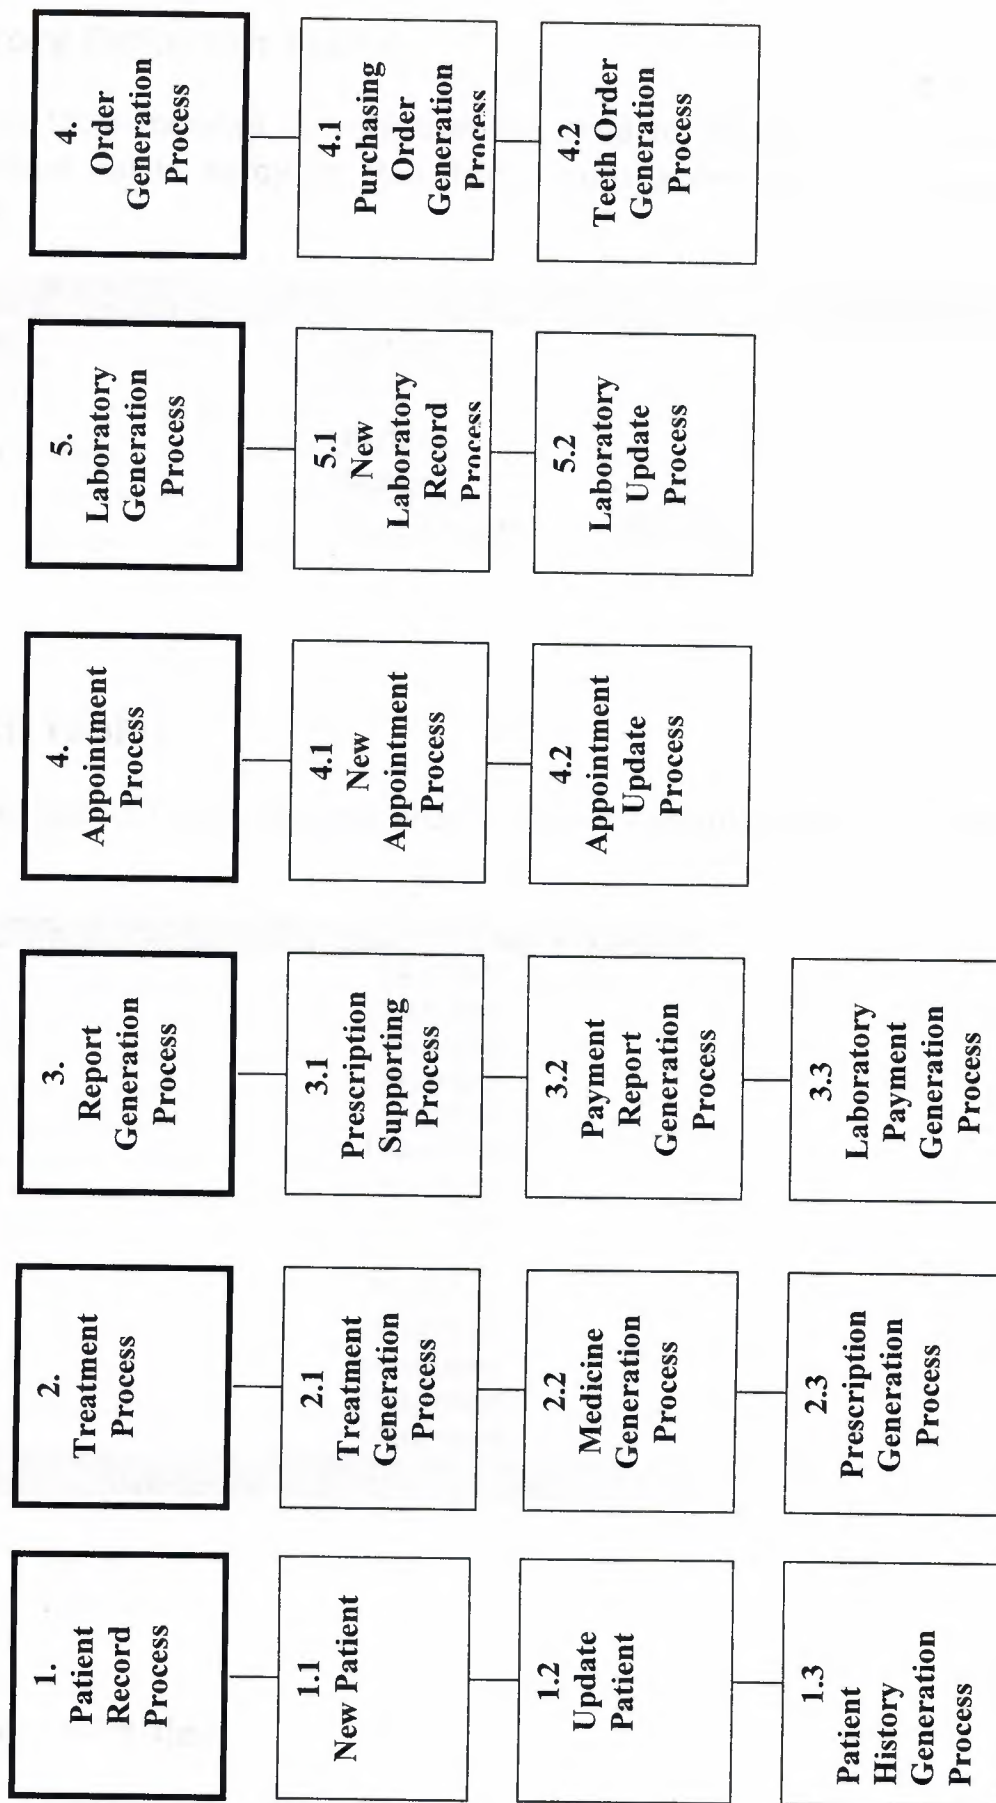 1.
Patient
Record
Process
1.1
New Patient
1.2
Update
Patient
1.3
Patient
History
Generation
Process
2.
Treatment
Process
2.1
Treatment
Generation
Process
2.2
Medicine
Generation
Process
2.3
Prescription
Generation
Process
3.
Report
Generation
Process
3.1
Prescription
Supporting
Process
3.2
Payment
Report
Generation
Process
3.3
Laboratory
Payment
Generation
Process
4.
Appointment
Process
4.1
New
Appointment
Process
4.2
Appointment
Update
Process
5.
Laboratory
Generation
Process
5.1
New
Laboratory
Record
Process
5.2
Laboratory
Update
Process
4.
Order
Generation
Process
4.1
Purchasing
Order
Generation
Process
4.2
Teeth Order
Generation
Process